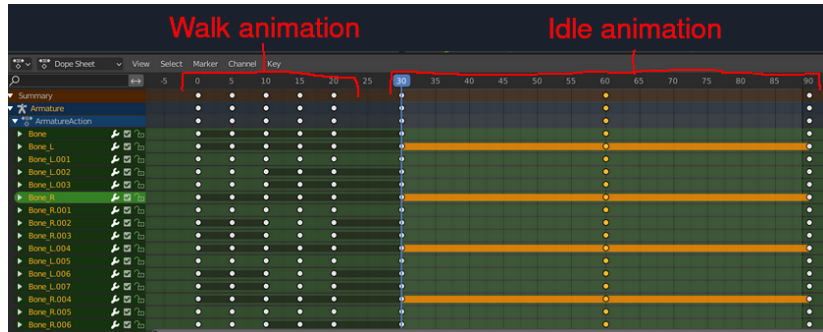 Walk animation
Idle animation
Dope Sheet View Select Marker Channel Key
-5 0 5 10 15 20 25 30 35 40 45 50 55 60 65 70 75 80 85 90
Summary
Armature
ArmatureAction
Bone
Bone_L
Bone_L.001
Bone_L.002
Bone_L.003
Bone_R
Bone_R.001
Bone_R.002
Bone_R.003
Bone_L.004
Bone_L.005
Bone_L.006
Bone_L.007
Bone_R.004
Bone_R.005
Bone_R.006